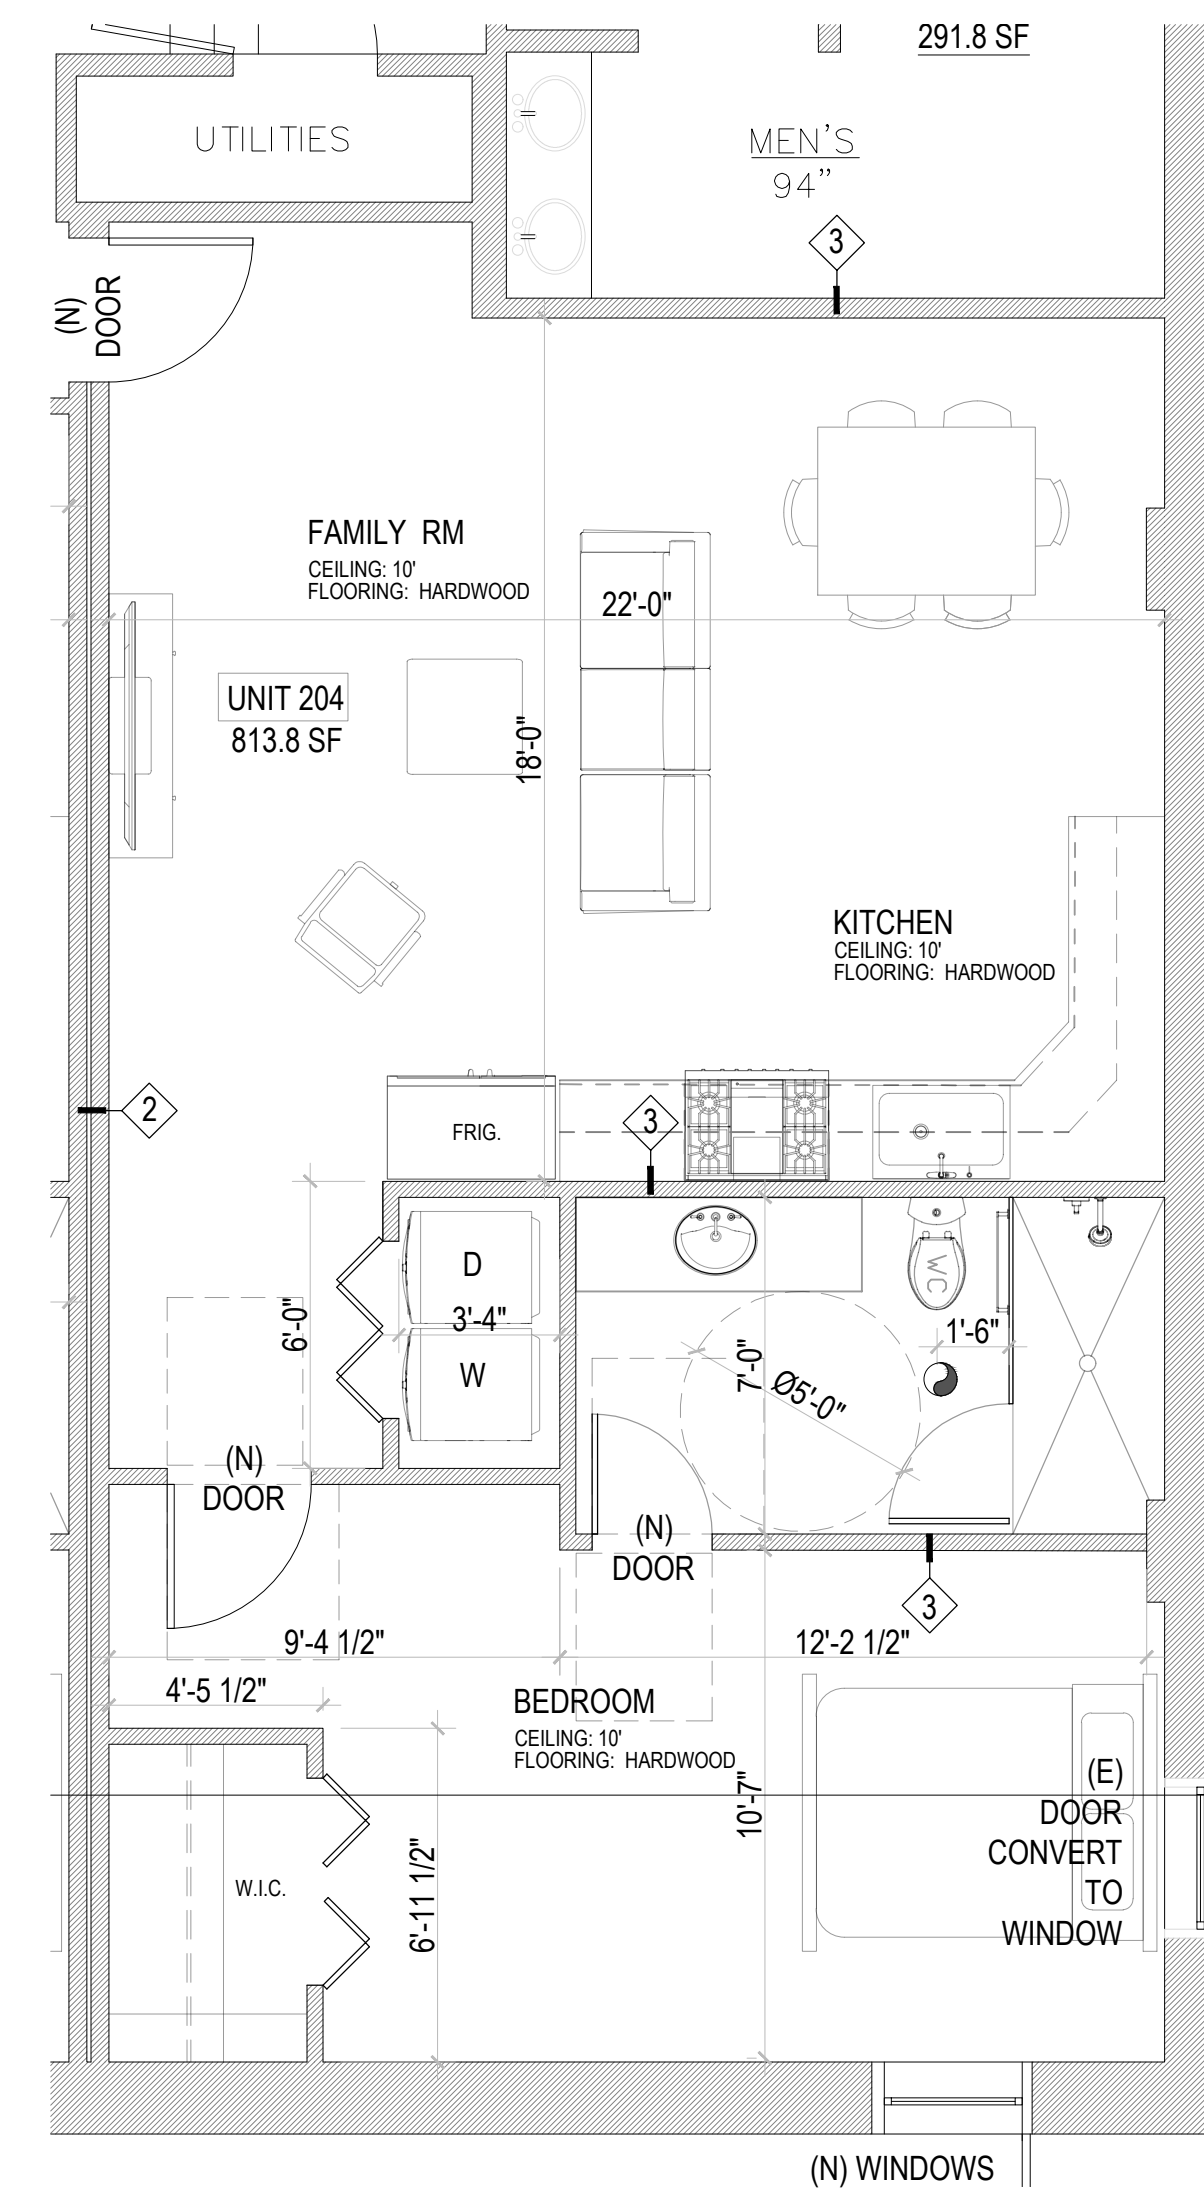 291.8 SF
UTILITIES
MEN'S
94"
3
(N)
DOOR
FAMILY RM
CEILING: 10'
FLOORING: HARDWOOD
22'-0"
UNIT 204
813.8 SF
18'-0"
KITCHEN
CEILING: 10'
FLOORING: HARDWOOD
2
FRIG.
3
D
3'-4"
W
6'-0"
WC
1'-6"
7'-0"
Ø5'-0"
(N)
DOOR
(N)
DOOR
3
9'-4 1/2"
12'-2 1/2"
4'-5 1/2"
BEDROOM
CEILING: 10'
FLOORING: HARDWOOD
10'-7"
(E)
DOOR
CONVERT
TO
WINDOW
W.I.C.
6'-11 1/2"
(N) WINDOWS